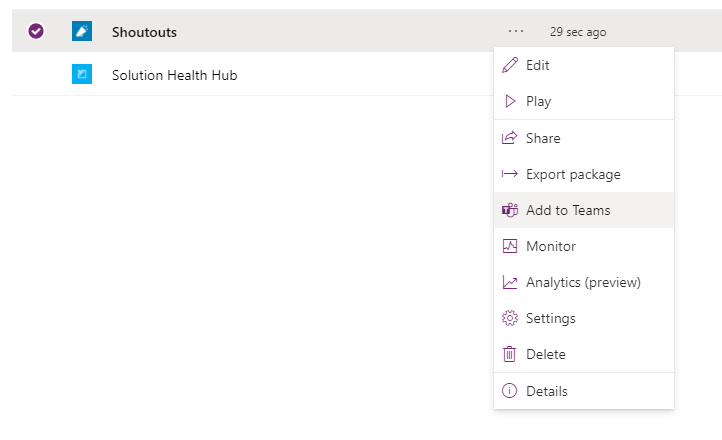 Shoutouts
··· 29 sec ago
Solution Health Hub
Edit
Play
Share
Export package
Add to Teams
Monitor
Analytics (preview)
Settings
Delete
Details